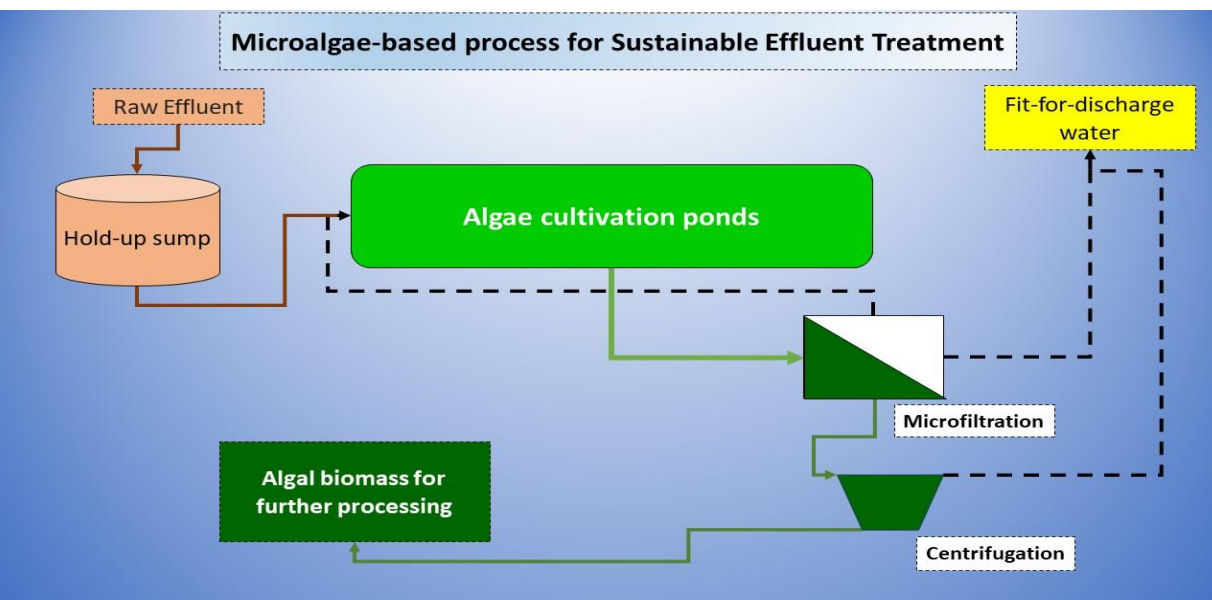 Microalgae-based process for Sustainable Effluent Treatment
Raw Effluent
Fit-for-discharge
water
Hold-up sump
Algae cultivation ponds
Microfiltration
Algal biomass for
further processing
Centrifugation